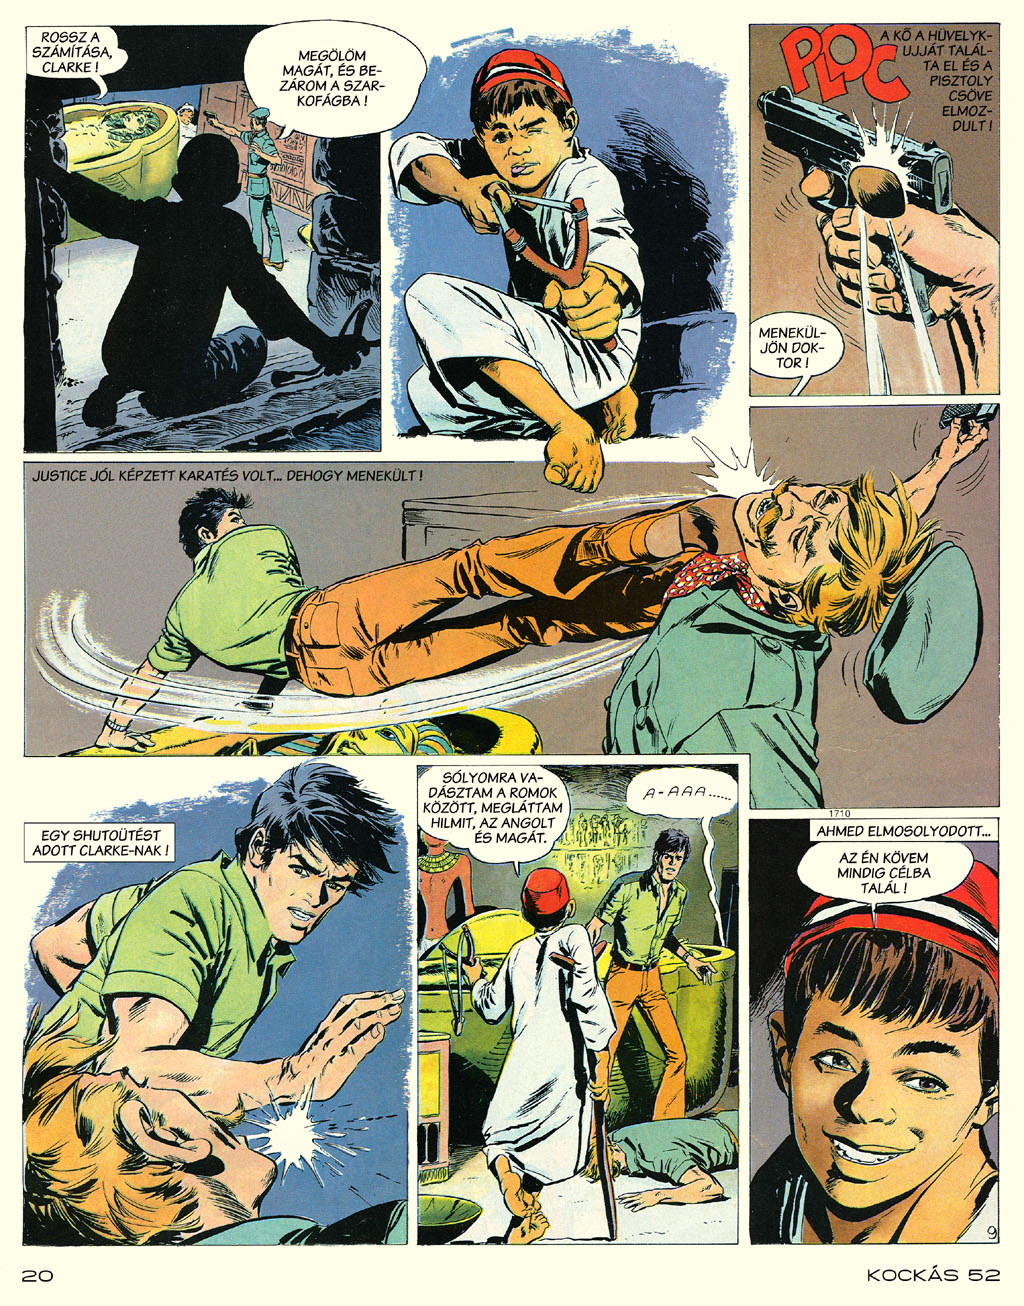 ROSSZ A
SZÁMÍTÁSA,
CLARKE !
MEGÖLÖM
MAGÁT, ÉS BE-
ZÁROM A SZAR-
KOFÁGBA !
PLOC
A KŐ A HÜVELYK-
UJJÁT TALÁL-
TA EL ÉS A
PISZTOLY
CSÖVE
ELMOZ-
DULT !
MENEKÜL-
JÖN DOK-
TOR !
JUSTICE JÓL KÉPZETT KARATÉS VOLT... DEHOGY MENEKÜLT !
1710
EGY SHUTOÜTÉST
ADOTT CLARKE-NAK !
SÓLYOMRA VA-
DÁSZTAM A ROMOK
KÖZÖTT, MEGLÁTTAM
HILMIT, AZ ANGOLT
ÉS MAGÁT.
A-AAA.....
AHMED ELMOSOLYODOTT...
AZ ÉN KÖVEM
MINDIG CÉLBA
TALÁL !
9
20
KOCKÁS 52